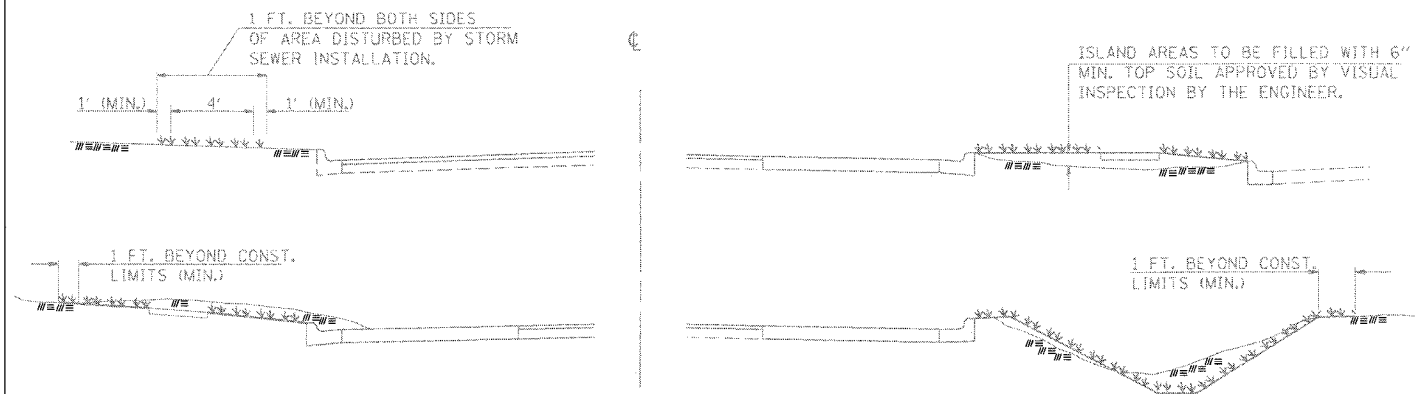 1 FT. BEYOND BOTH SIDES
OF AREA DISTURBED BY STORM
SEWER INSTALLATION.
1' (MIN.) 4' 1' (MIN.)
℄
ISLAND AREAS TO BE FILLED WITH 6"
MIN. TOP SOIL APPROVED BY VISUAL
INSPECTION BY THE ENGINEER.
1 FT. BEYOND CONST.
LIMITS (MIN.)
1 FT. BEYOND CONST.
LIMITS (MIN.)